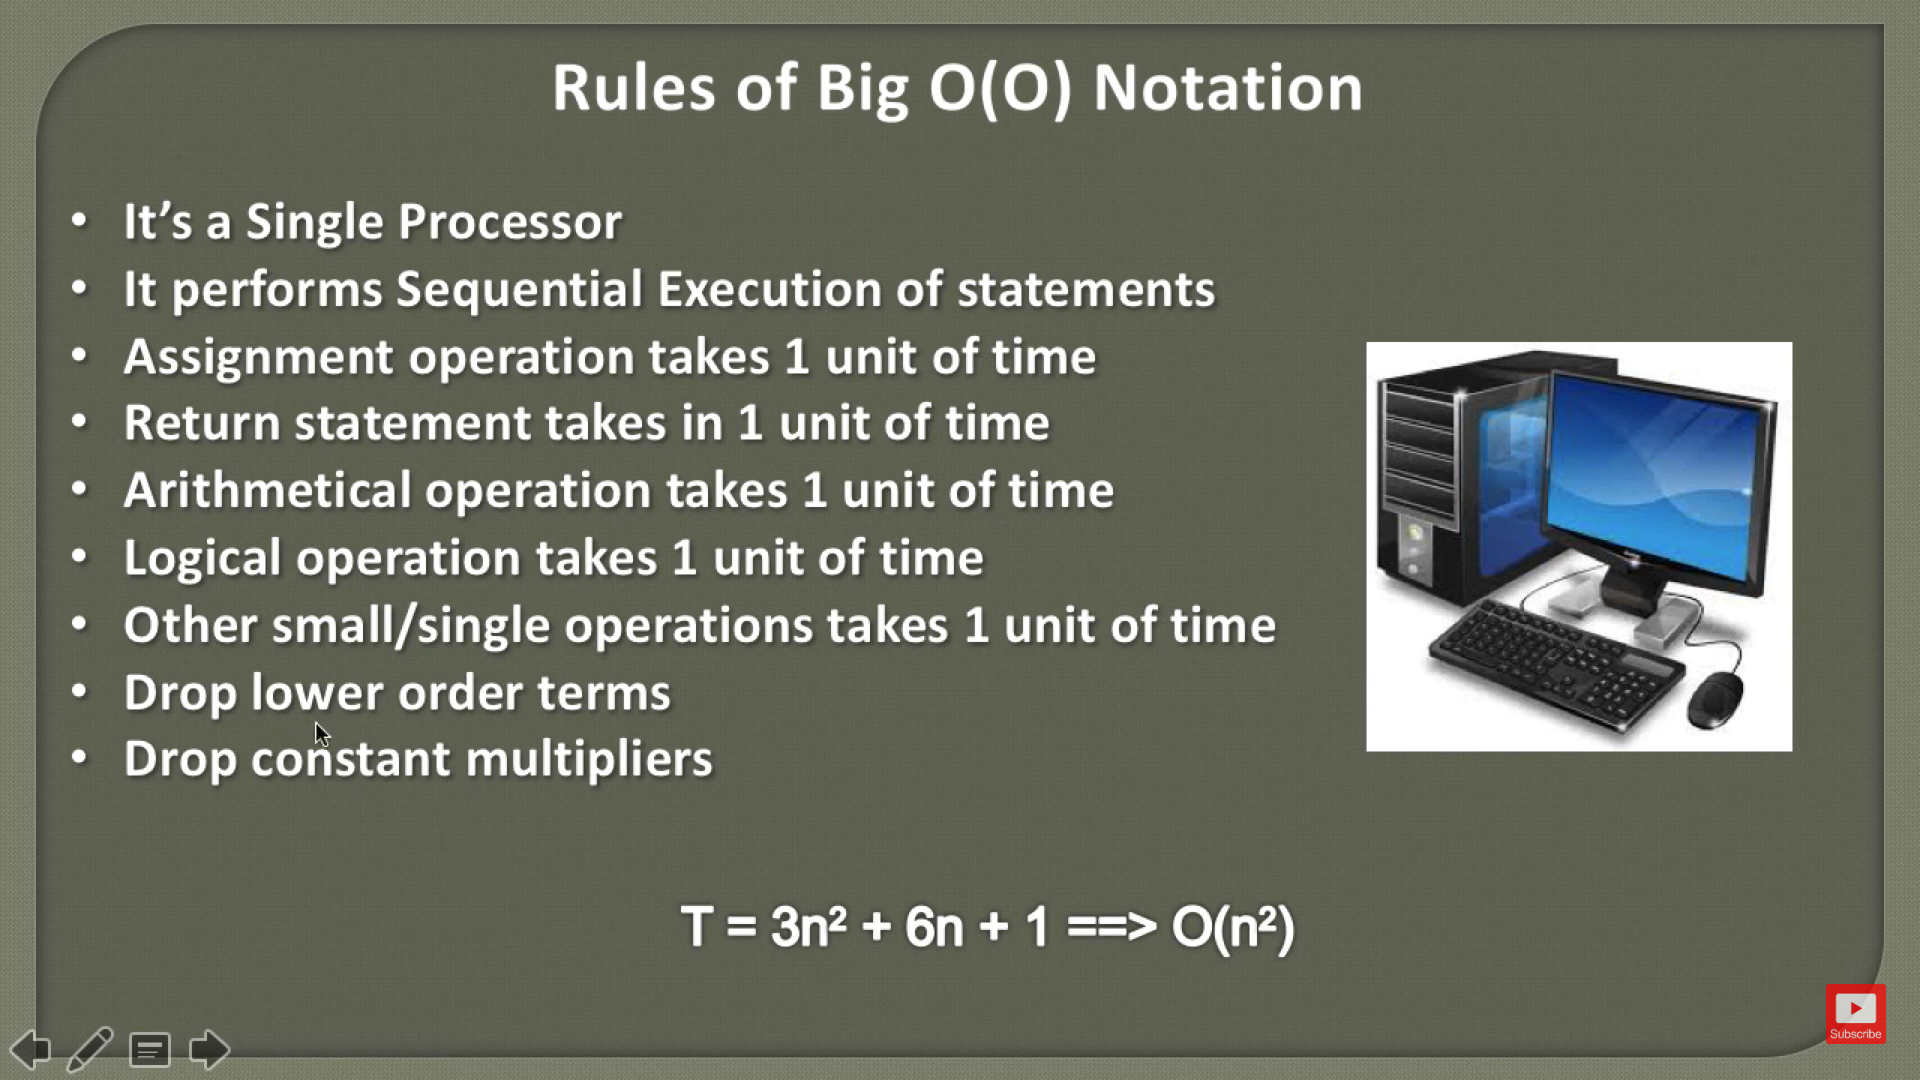 Rules of Big O(O) Notation
• It’s a Single Processor
• It performs Sequential Execution of statements
• Assignment operation takes 1 unit of time
• Return statement takes in 1 unit of time
• Arithmetical operation takes 1 unit of time
• Logical operation takes 1 unit of time
• Other small/single operations takes 1 unit of time
• Drop lower order terms
• Drop constant multipliers
T = 3n² + 6n + 1 ==> O(n²)
Subscribe